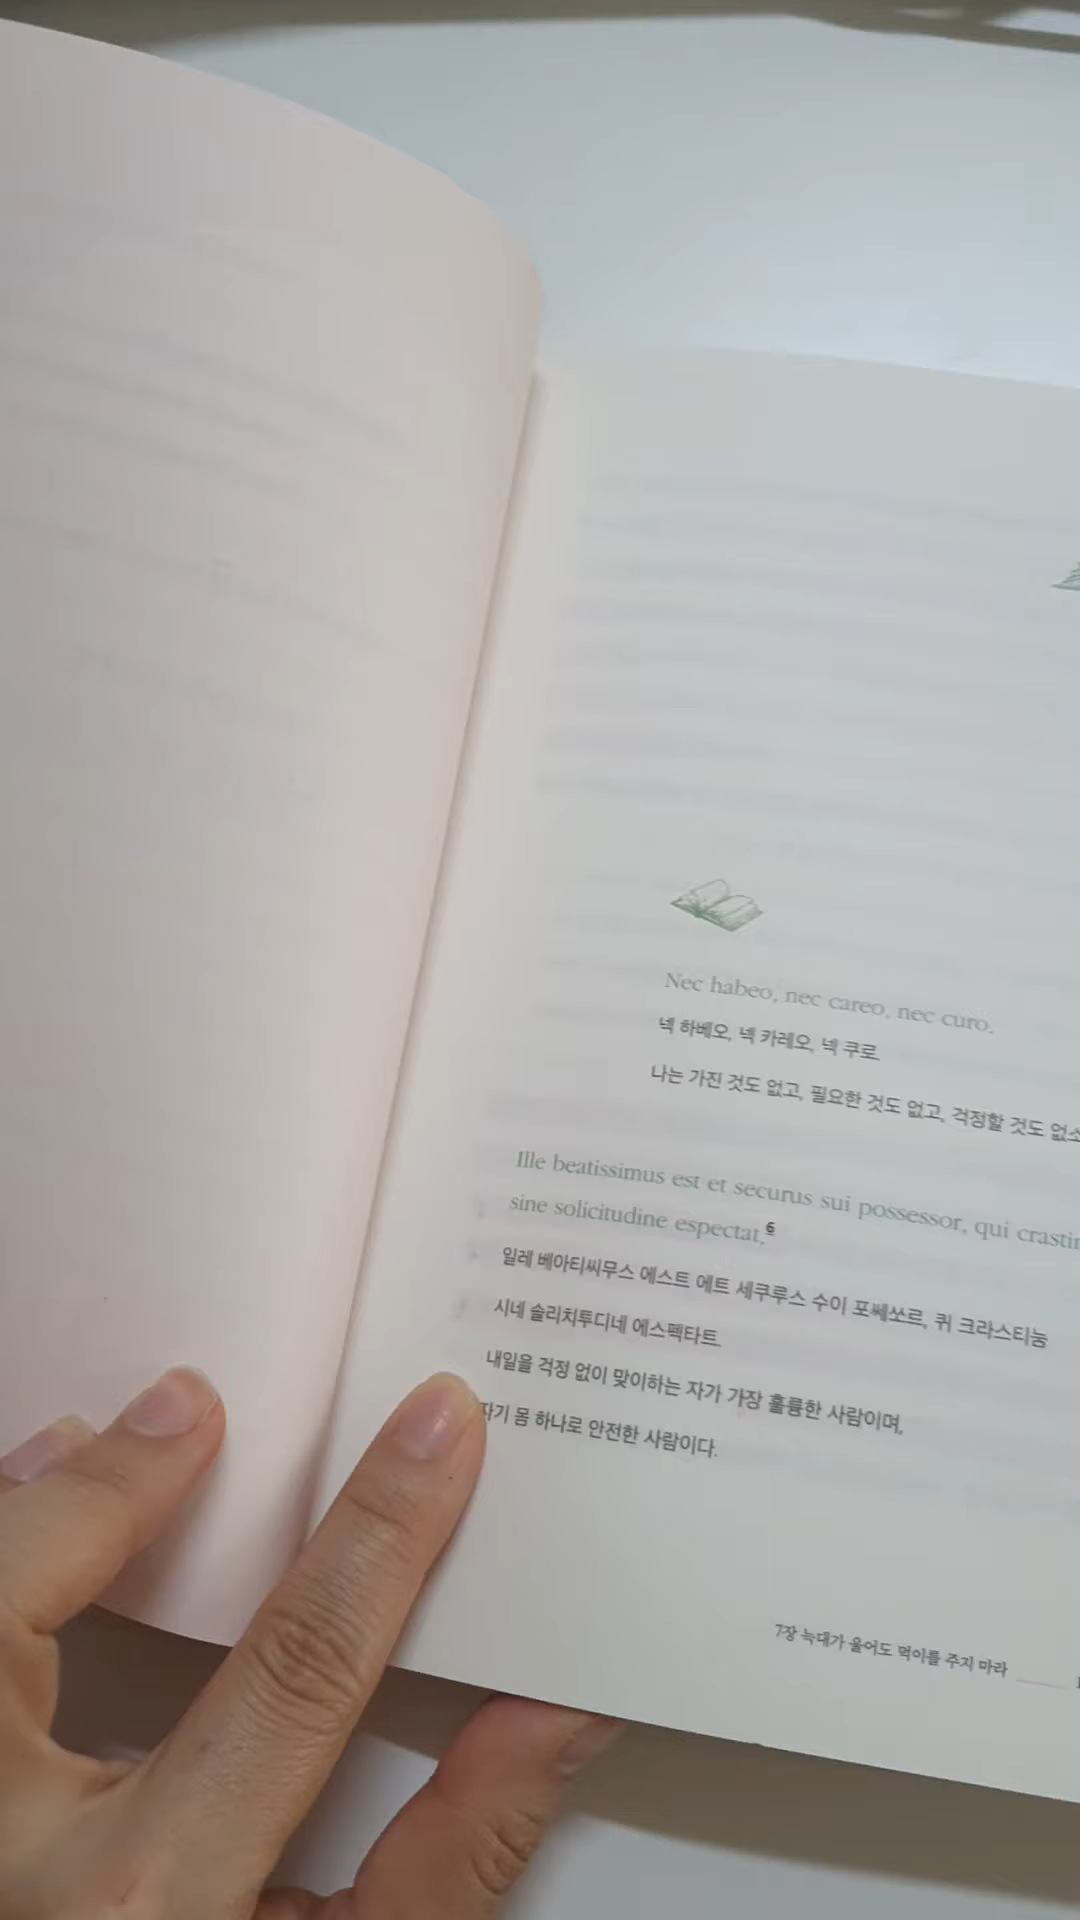 Nec habeo, nec careo, nec curo.
넥 하베오, 넥 카레오, 넥 쿠로.
나는 가진 것도 없고, 필요한 것도 없고, 걱정할 것도 없소
Ille beatissimus est et securus sui possessor, qui crastin
sine solicitudine espectat.6
일레 베아티씨무스 에스트 에트 세쿠루스 수이 포쎄쏘르, 퀴 크라스티눔
시네 솔리치투디네 에스펙타트.
내일을 걱정 없이 맞이하는 자가 가장 훌륭한 사람이며,
자기 몸 하나로 안전한 사람이다.
7장 늑대가 울어도 먹이를 주지 마라